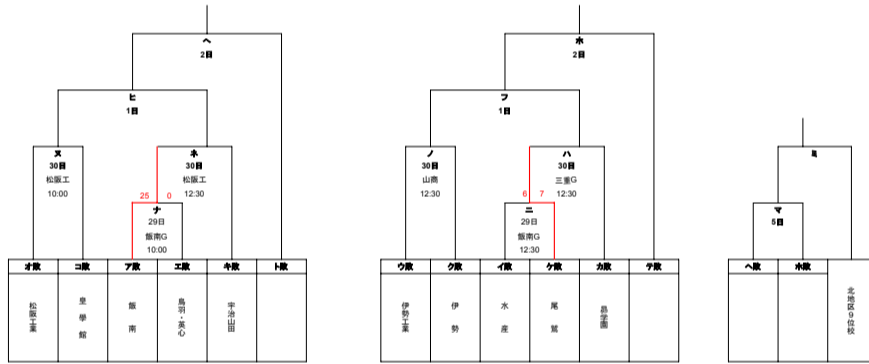 ヘ
2日
ヒ
1日
ヌ
30日
松阪工
10:00
ネ
30日
松阪工
12:30
25 0
ナ
29日
飯南G
10:00
オ敗 コ敗 ア敗 エ敗 キ敗 ト敗
松阪工業
皇學館
飯南
鳥羽・英心
宇治山田
ホ
2日
フ
1日
ノ
30日
山商
12:30
ハ
30日
三重G
12:30
6 7
ニ
29日
飯南G
12:30
ウ敗 ク敗 イ敗 ケ敗 カ敗 テ敗
伊勢工業
伊勢
水産
尾鷲
昴学園
ミ
マ
5日
ヘ敗 ホ敗
北地区9位校